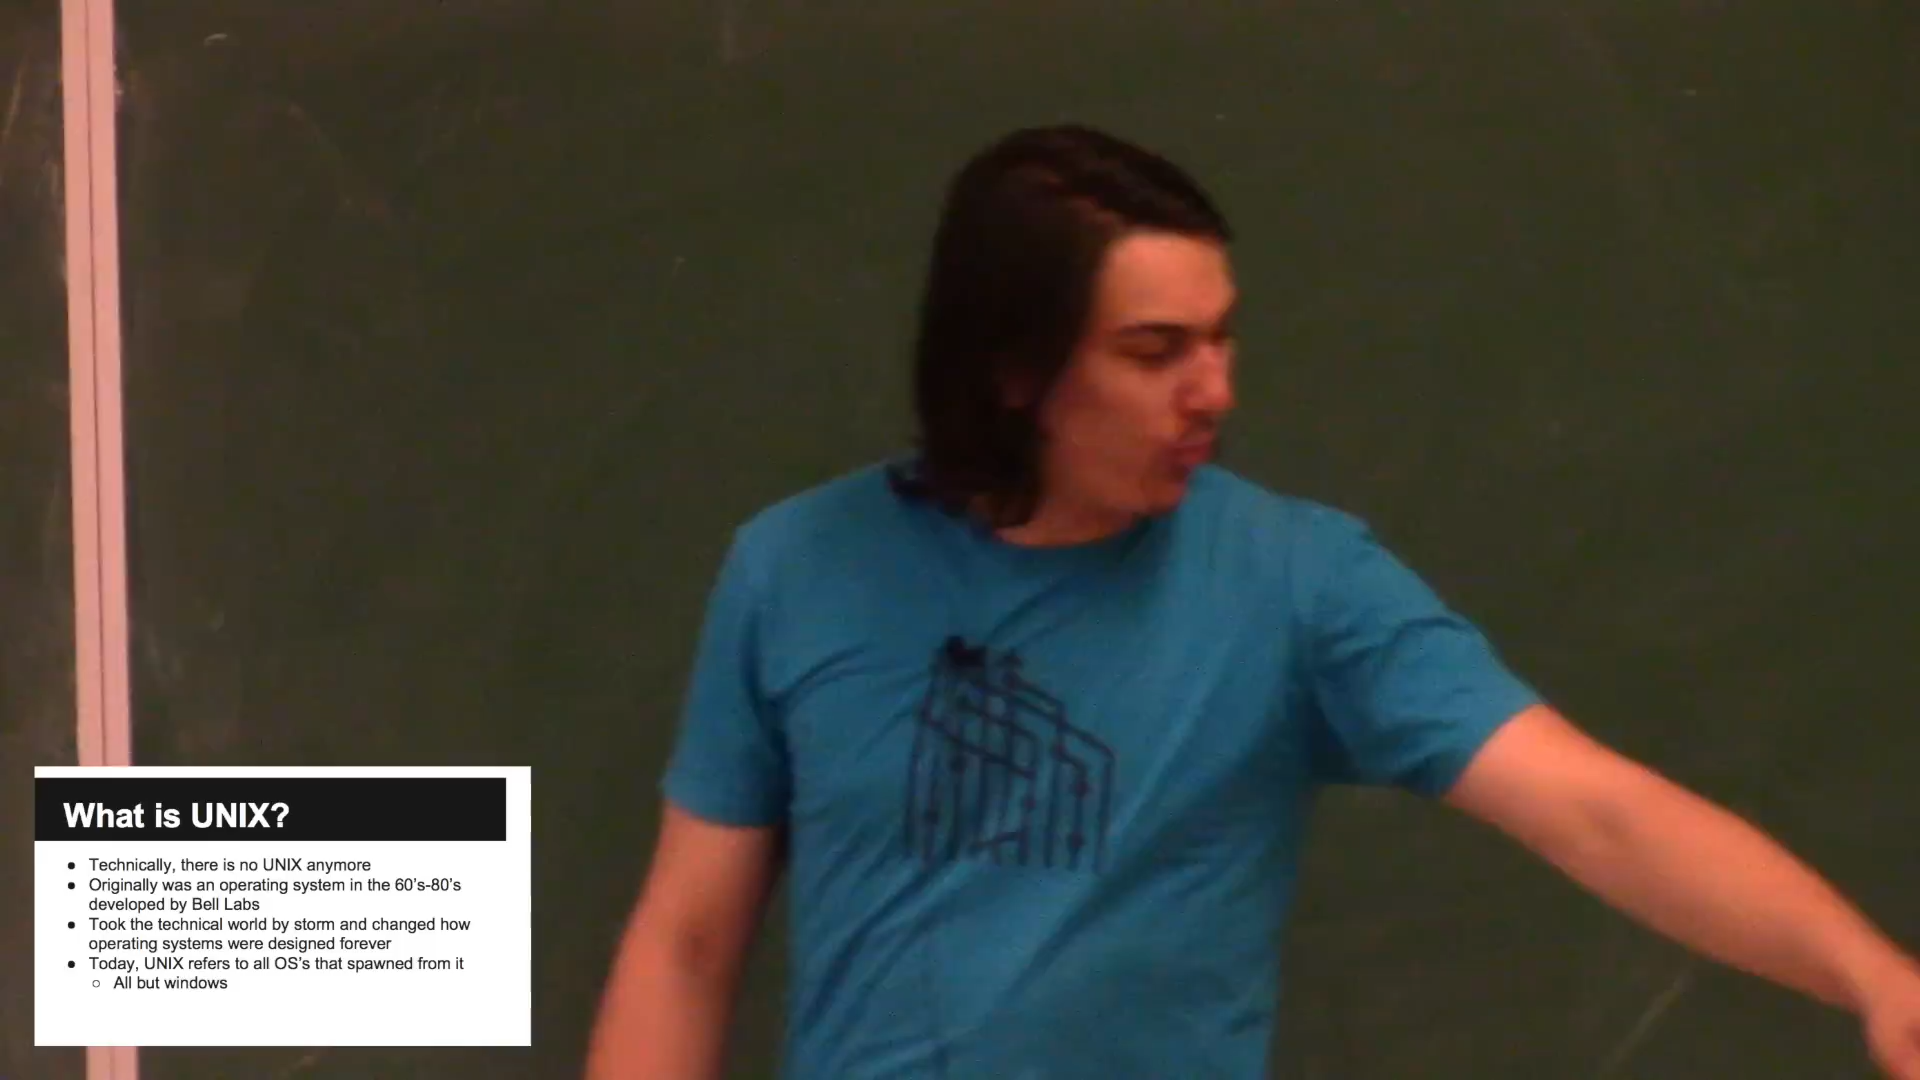 What is UNIX?
● Technically, there is no UNIX anymore
● Originally was an operating system in the 60's-80's
developed by Bell Labs
● Took the technical world by storm and changed how
operating systems were designed forever
● Today, UNIX refers to all OS's that spawned from it
○ All but windows